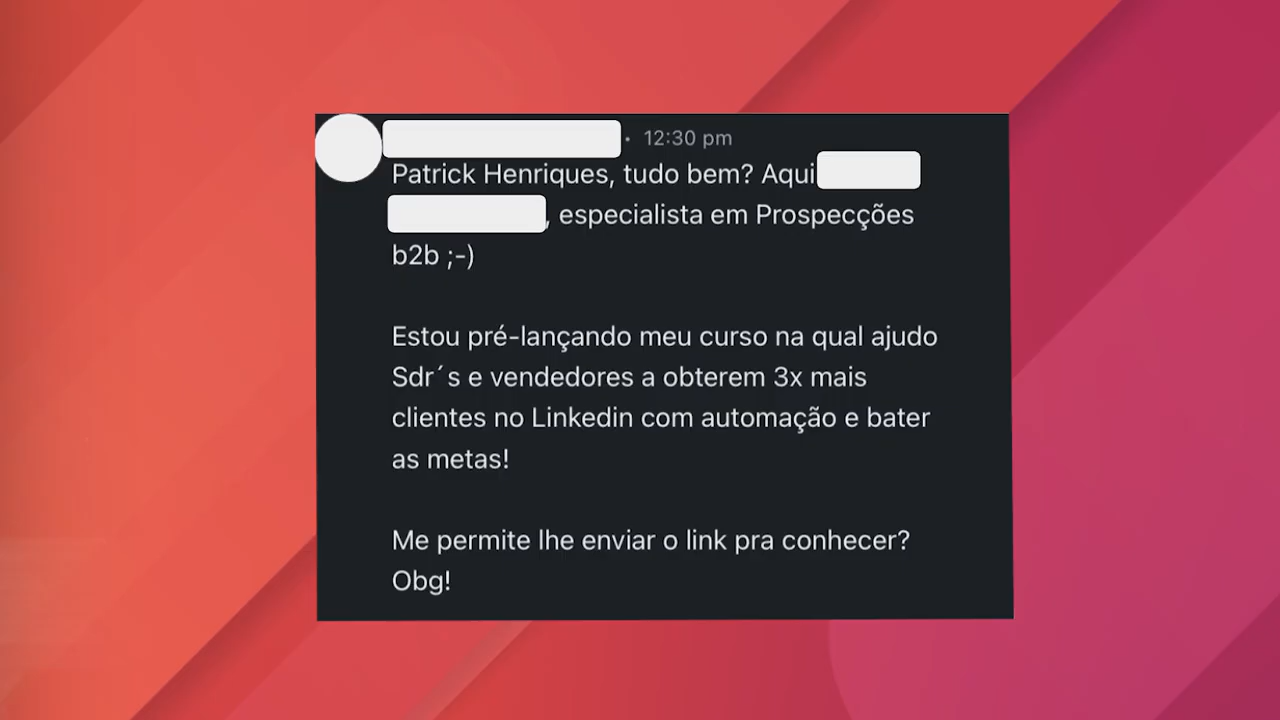 · 12:30 pm
Patrick Henriques, tudo bem? Aqui
, especialista em Prospecções
b2b ;-)
Estou pré-lançando meu curso na qual ajudo
Sdr´s e vendedores a obterem 3x mais
clientes no Linkedin com automação e bater
as metas!
Me permite lhe enviar o link pra conhecer?
Obg!